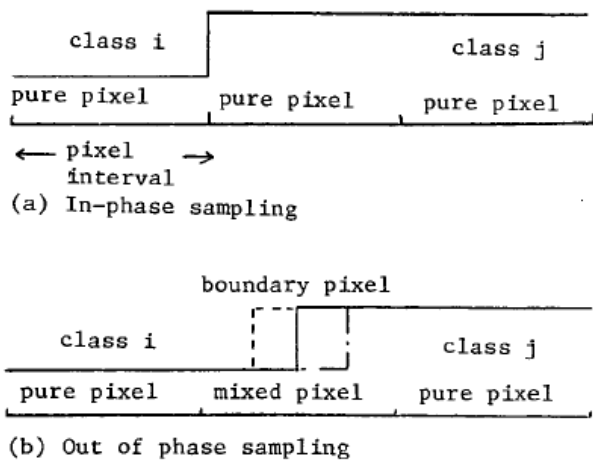 class i
class j
pure pixel pure pixel pure pixel
pixel
interval
(a) In-phase sampling
boundary pixel
class i
class j
pure pixel mixed pixel pure pixel
(b) Out of phase sampling